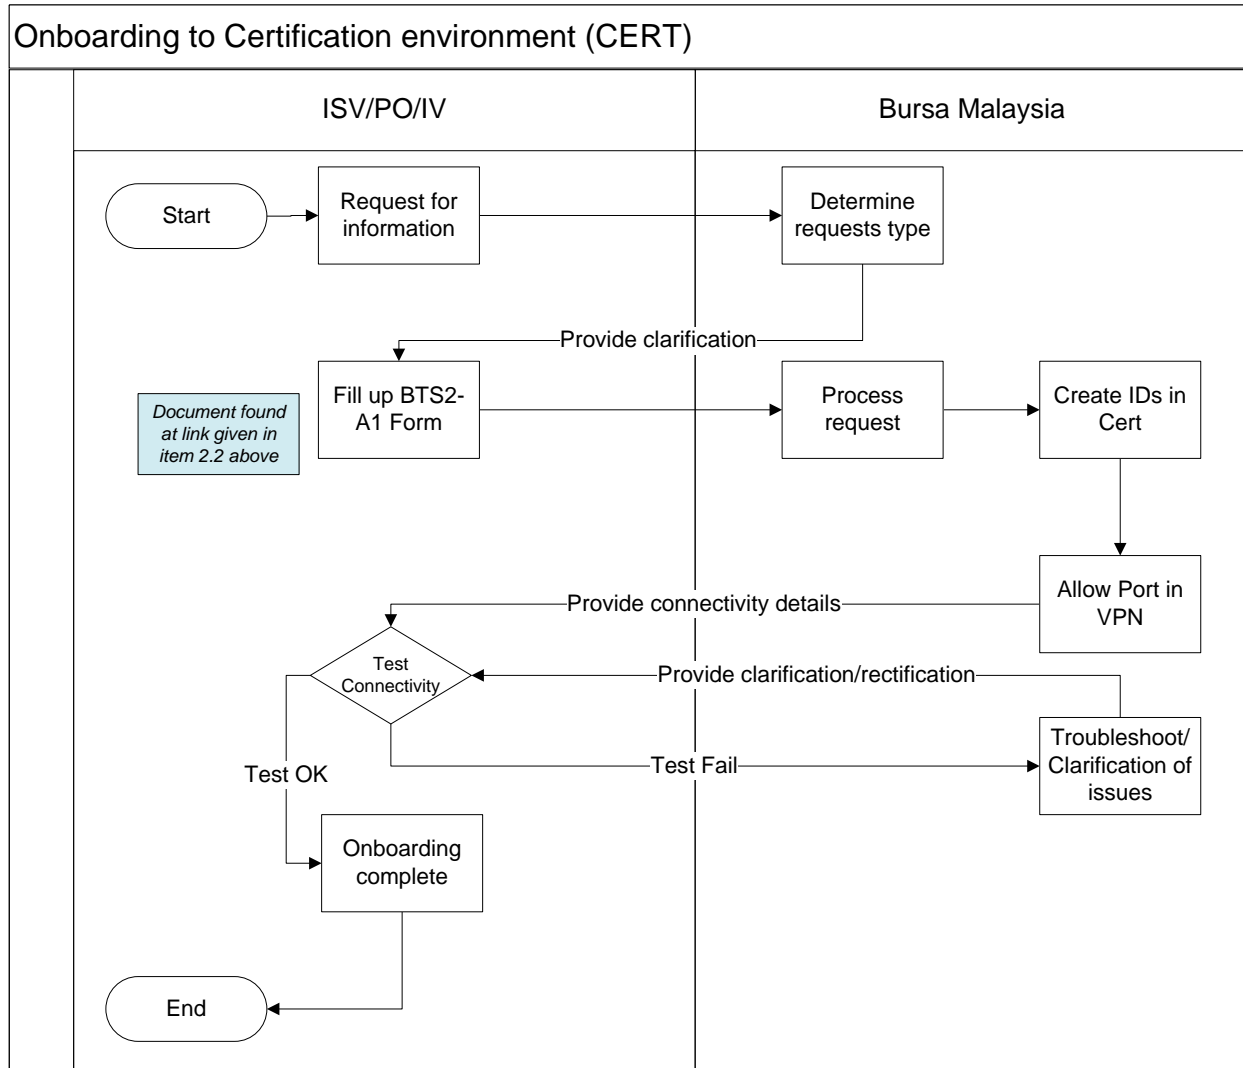 Onboarding to Certification environment (CERT)
ISV/PO/IV
Bursa Malaysia
Start
Request for
information
Determine
requests type
Provide clarification
Document found
at link given in
item 2.2 above
Fill up BTS2-
A1 Form
Process
request
Create IDs in
Cert
Allow Port in
VPN
Provide connectivity details
Test
Connectivity
Provide clarification/rectification
Troubleshoot/
Clarification of
issues
Test Fail
Test OK
Onboarding
complete
End